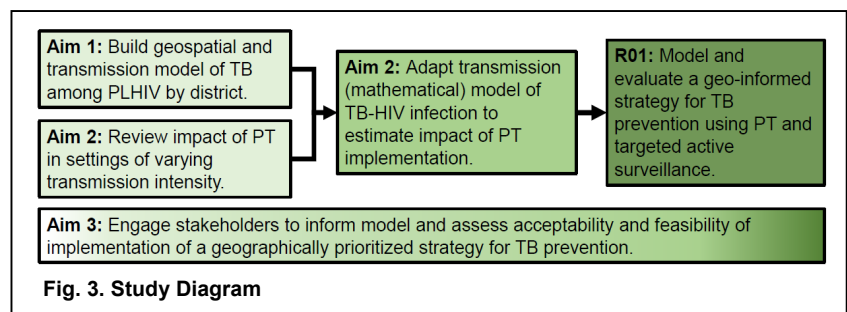 Aim 1: Build geospatial and
transmission model of TB
among PLHIV by district.
Aim 2: Review impact of PT
in settings of varying
transmission intensity.
Aim 2: Adapt transmission
(mathematical) model of
TB-HIV infection to
estimate impact of PT
implementation.
R01: Model and
evaluate a geo-informed
strategy for TB
prevention using PT and
targeted active
surveillance.
Aim 3: Engage stakeholders to inform model and assess acceptability and feasibility of
implementation of a geographically prioritized strategy for TB prevention.
Fig. 3. Study Diagram